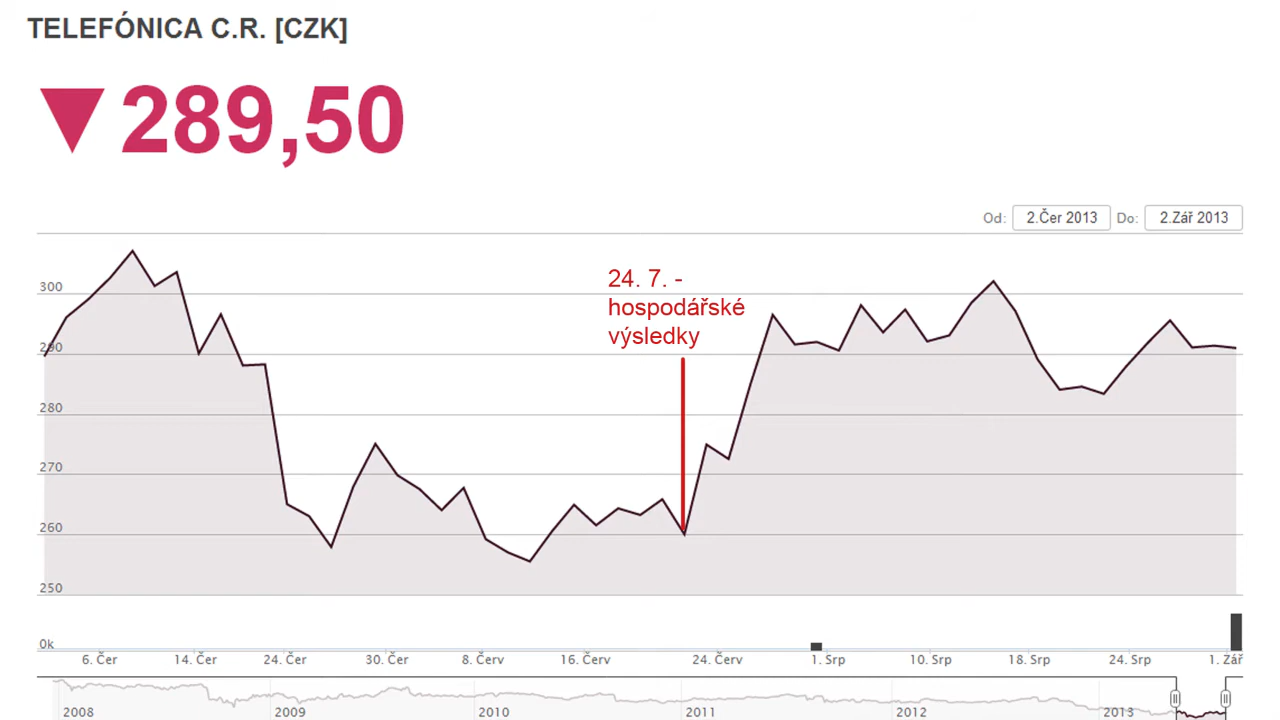 TELEFÓNICA C.R. [CZK]
▼289,50
Od: 2.Čer 2013 Do: 2.Zář 2013
24. 7. -
hospodářské
výsledky
300
290
280
270
260
250
0k
6. Čer 14. Čer 24. Čer 30. Čer 8. Červ 16. Červ 24. Červ 1. Srp 10. Srp 18. Srp 24. Srp 1. Zář
2008 2009 2010 2011 2012 2013